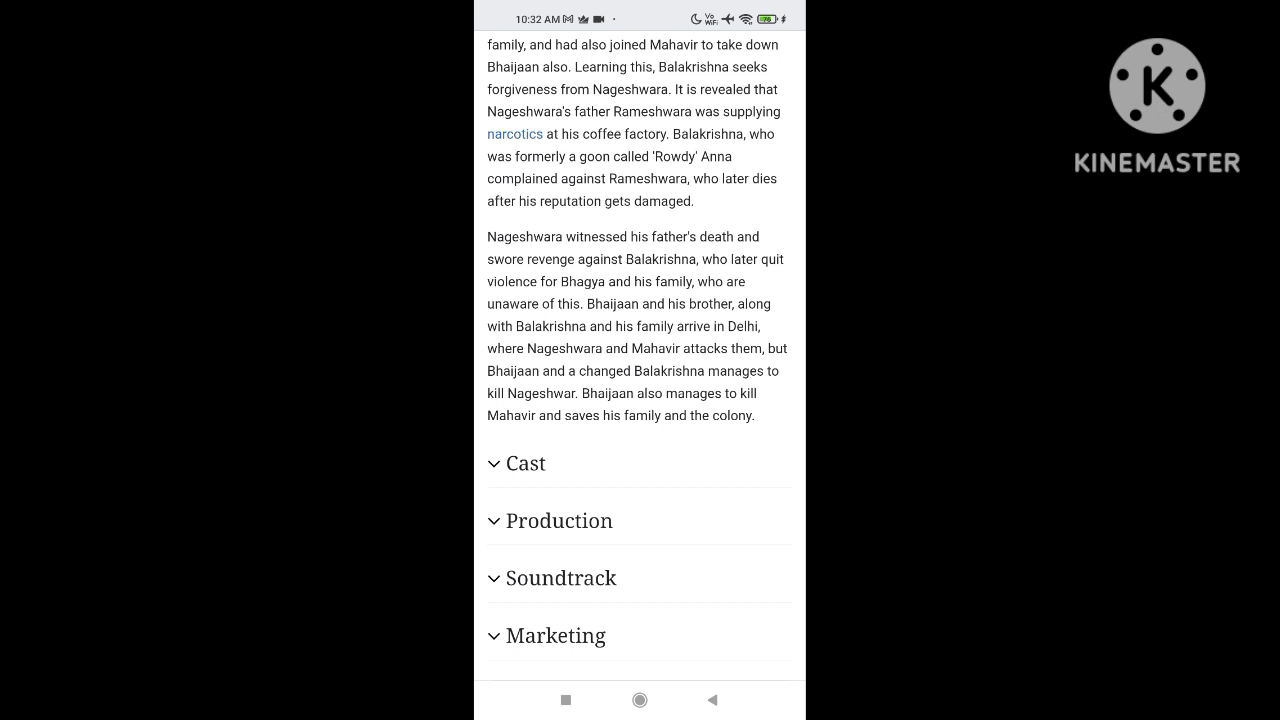 10:32 AM
Vo
WiFi
76
family, and had also joined Mahavir to take down
Bhaijaan also. Learning this, Balakrishna seeks
forgiveness from Nageshwara. It is revealed that
Nageshwara's father Rameshwara was supplying
narcotics at his coffee factory. Balakrishna, who
was formerly a goon called 'Rowdy' Anna
complained against Rameshwara, who later dies
after his reputation gets damaged.
Nageshwara witnessed his father's death and
swore revenge against Balakrishna, who later quit
violence for Bhagya and his family, who are
unaware of this. Bhaijaan and his brother, along
with Balakrishna and his family arrive in Delhi,
where Nageshwara and Mahavir attacks them, but
Bhaijaan and a changed Balakrishna manages to
kill Nageshwar. Bhaijaan also manages to kill
Mahavir and saves his family and the colony.
Cast
Production
Soundtrack
Marketing
K
KINEMASTER